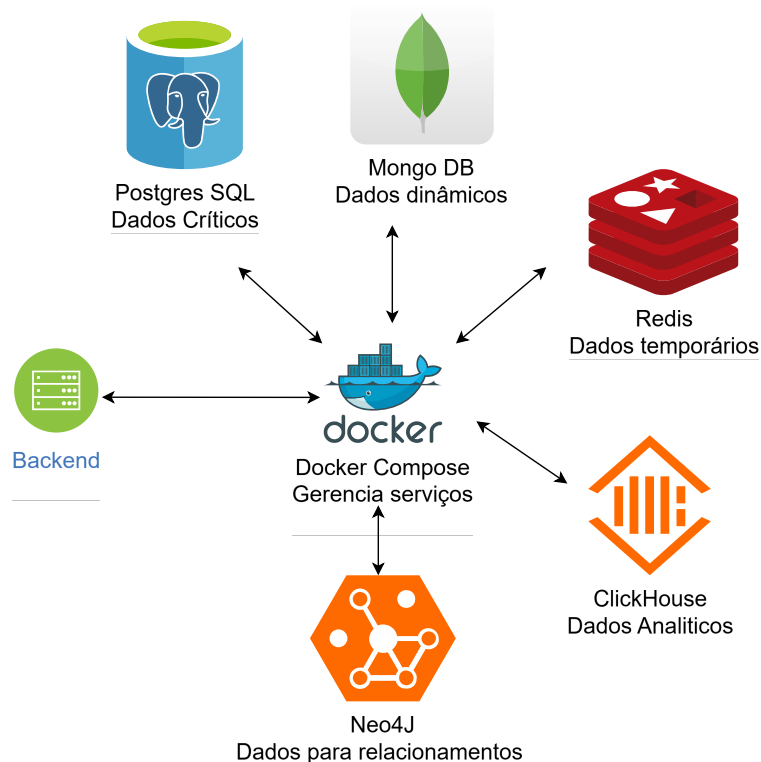 Postgres SQL
Dados Críticos
Mongo DB
Dados dinâmicos
Redis
Dados temporários
Backend
docker
Docker Compose
Gerencia serviços
ClickHouse
Dados Analiticos
Neo4J
Dados para relacionamentos